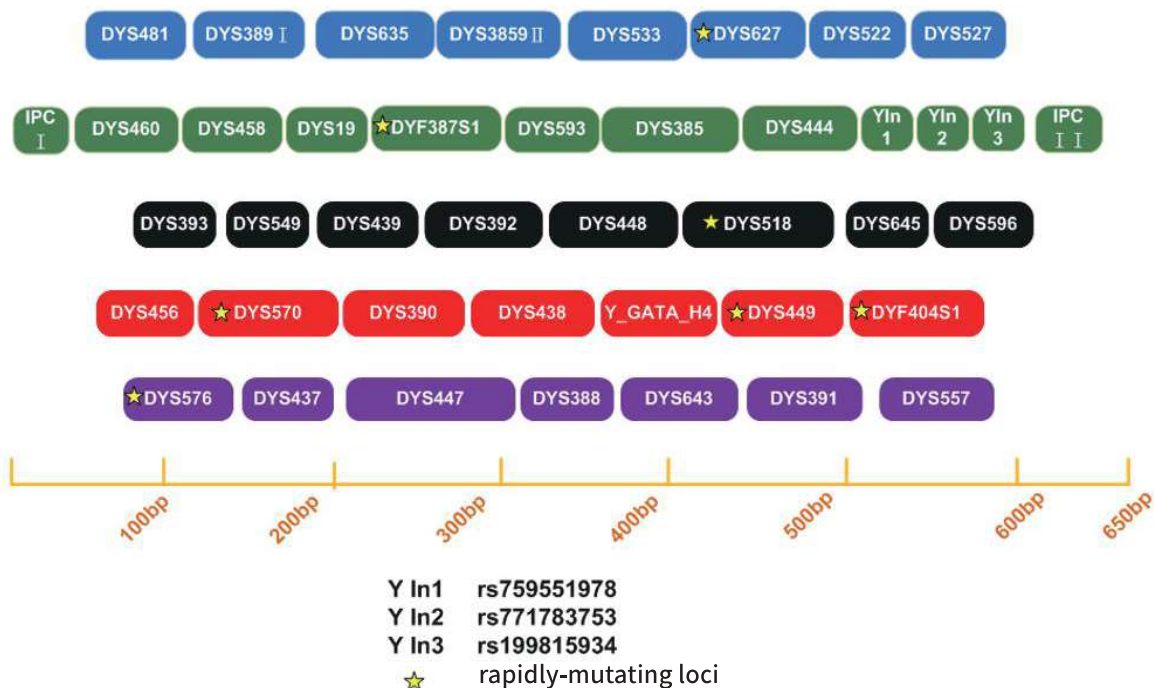 DYS481 DYS389 I DYS635 DYS3859 II DYS533 DYS627 DYS522 DYS527
IPC I DYS460 DYS458 DYS19 DYF387S1 DYS593 DYS385 DYS444 YIn 1 YIn 2 YIn 3 IPC I I
DYS393 DYS549 DYS439 DYS392 DYS448 DYS518 DYS645 DYS596
DYS456 DYS570 DYS390 DYS438 Y_GATA_H4 DYS449 DYF404S1
DYS576 DYS437 DYS447 DYS388 DYS643 DYS391 DYS557
100bp 200bp 300bp 400bp 500bp 600bp 650bp
Y In1 rs759551978
Y In2 rs771783753
Y In3 rs199815934
rapidly-mutating loci